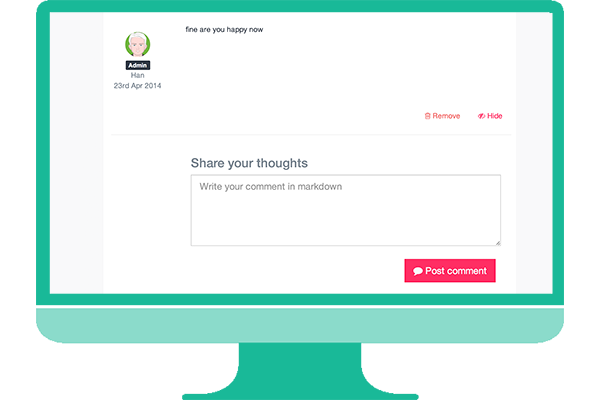 fine are you happy now
Admin
Han
23rd Apr 2014
Remove
Hide
Share your thoughts
Write your comment in markdown
Post comment